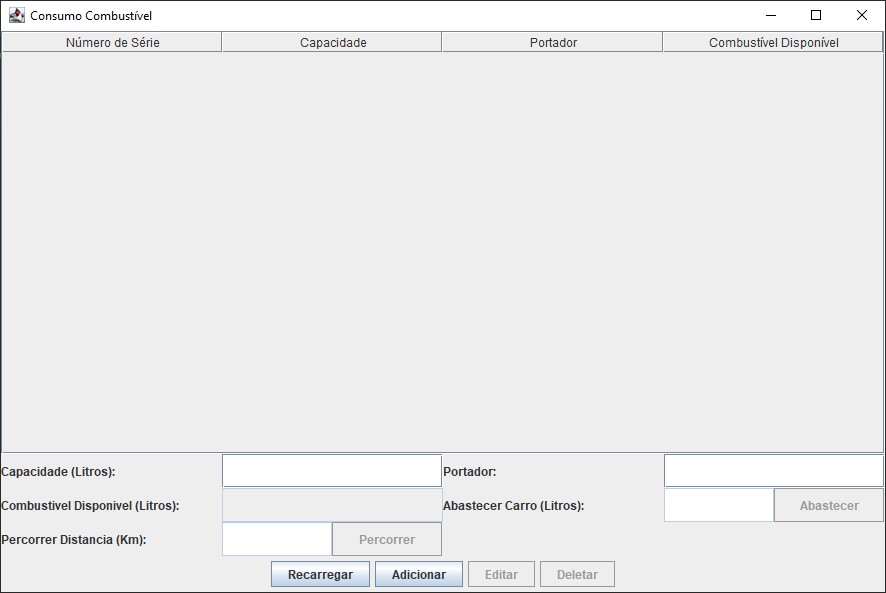 Consumo Combustível
Número de Série Capacidade Portador Combustível Disponível
Capacidade (Litros): Portador:
Combustivel Disponivel (Litros): Abastecer Carro (Litros): Abastecer
Percorrer Distancia (Km): Percorrer
Recarregar Adicionar Editar Deletar